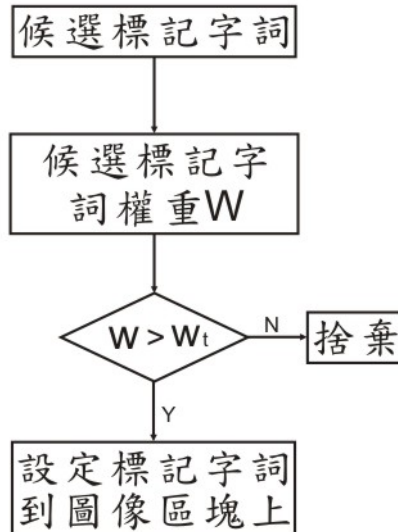 候選標記字詞
候選標記字
詞權重W
W > Wt
N
捨棄
Y
設定標記字詞
到圖像區塊上